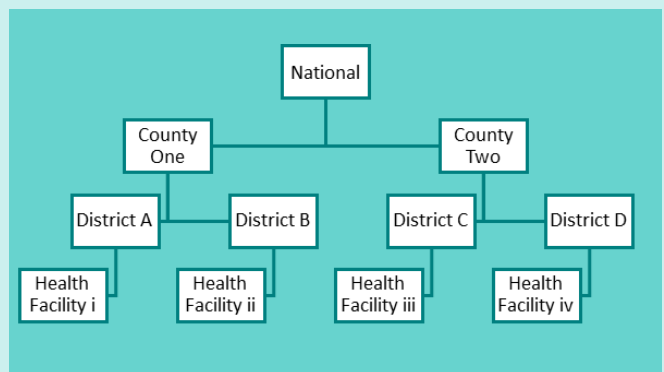 National
County
One
County
Two
District A
District B
District C
District D
Health
Facility i
Health
Facility ii
Health
Facility iii
Health
Facility iv